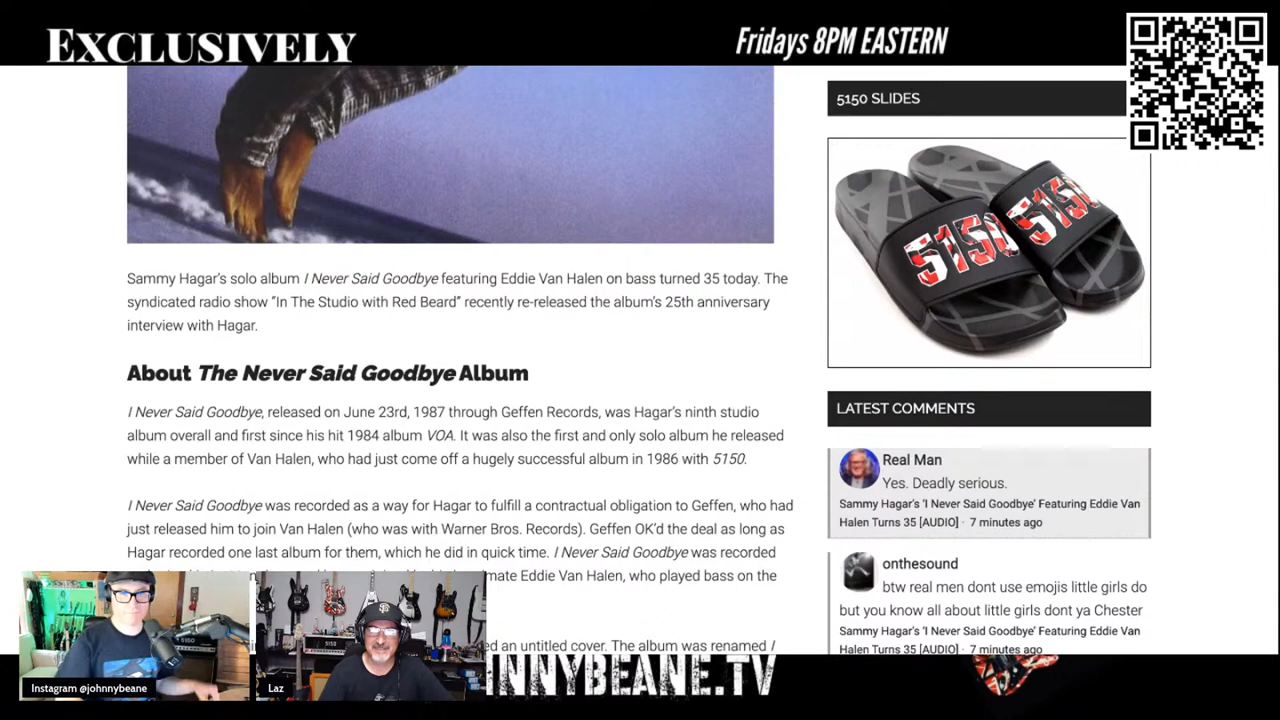 EXCLUSIVELY
Fridays 8PM EASTERN
5150 SLIDES
5150
5150
Sammy Hagar's solo album I Never Said Goodbye featuring Eddie Van Halen on bass turned 35 today. The
syndicated radio show "In The Studio with Red Beard" recently re-released the album's 25th anniversary
interview with Hagar.
About The Never Said Goodbye Album
I Never Said Goodbye, released on June 23rd, 1987 through Geffen Records, was Hagar's ninth studio
album overall and first since his hit 1984 album VOA. It was also the first and only solo album he released
while a member of Van Halen, who had just come off a hugely successful album in 1986 with 5150.
I Never Said Goodbye was recorded as a way for Hagar to fulfill a contractual obligation to Geffen, who had
just released him to join Van Halen (who was with Warner Bros. Records). Geffen OK'd the deal as long as
Hagar recorded one last album for them, which he did in quick time. I Never Said Goodbye was recorded
Eddie Van Halen, who played bass on the
ed an untitled cover. The album was renamed I
LATEST COMMENTS
Real Man
Yes. Deadly serious.
Sammy Hagar's 'I Never Said Goodbye' Featuring Eddie Van
Halen Turns 35 [AUDIO] · 7 minutes ago
onthesound
btw real men dont use emojis little girls do
but you know all about little girls dont ya Chester
Sammy Hagar's 'I Never Said Goodbye' Featuring Eddie Van
Halen Turns 35 [AUDIO] · 7 minutes ago
Instagram @johnnybeane
Laz
NNYBEANE.TV